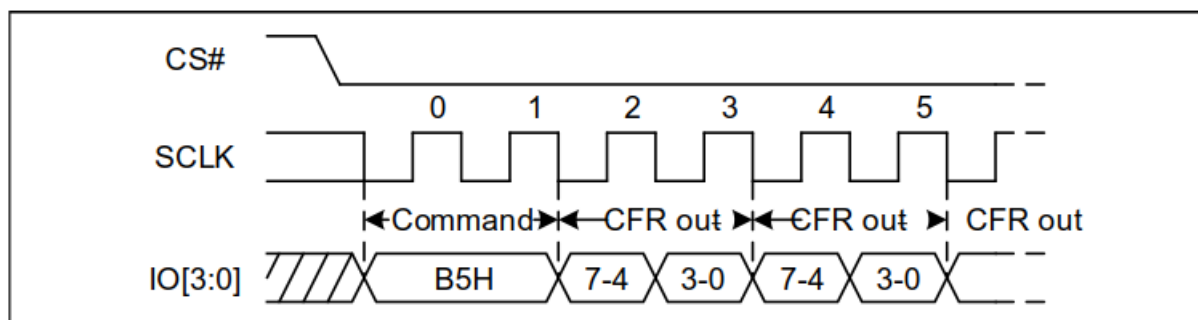 CS#
0 1 2 3 4 5
SCLK
Command CFR out CFR out CFR out
IO[3:0] B5H 7-4 3-0 7-4 3-0